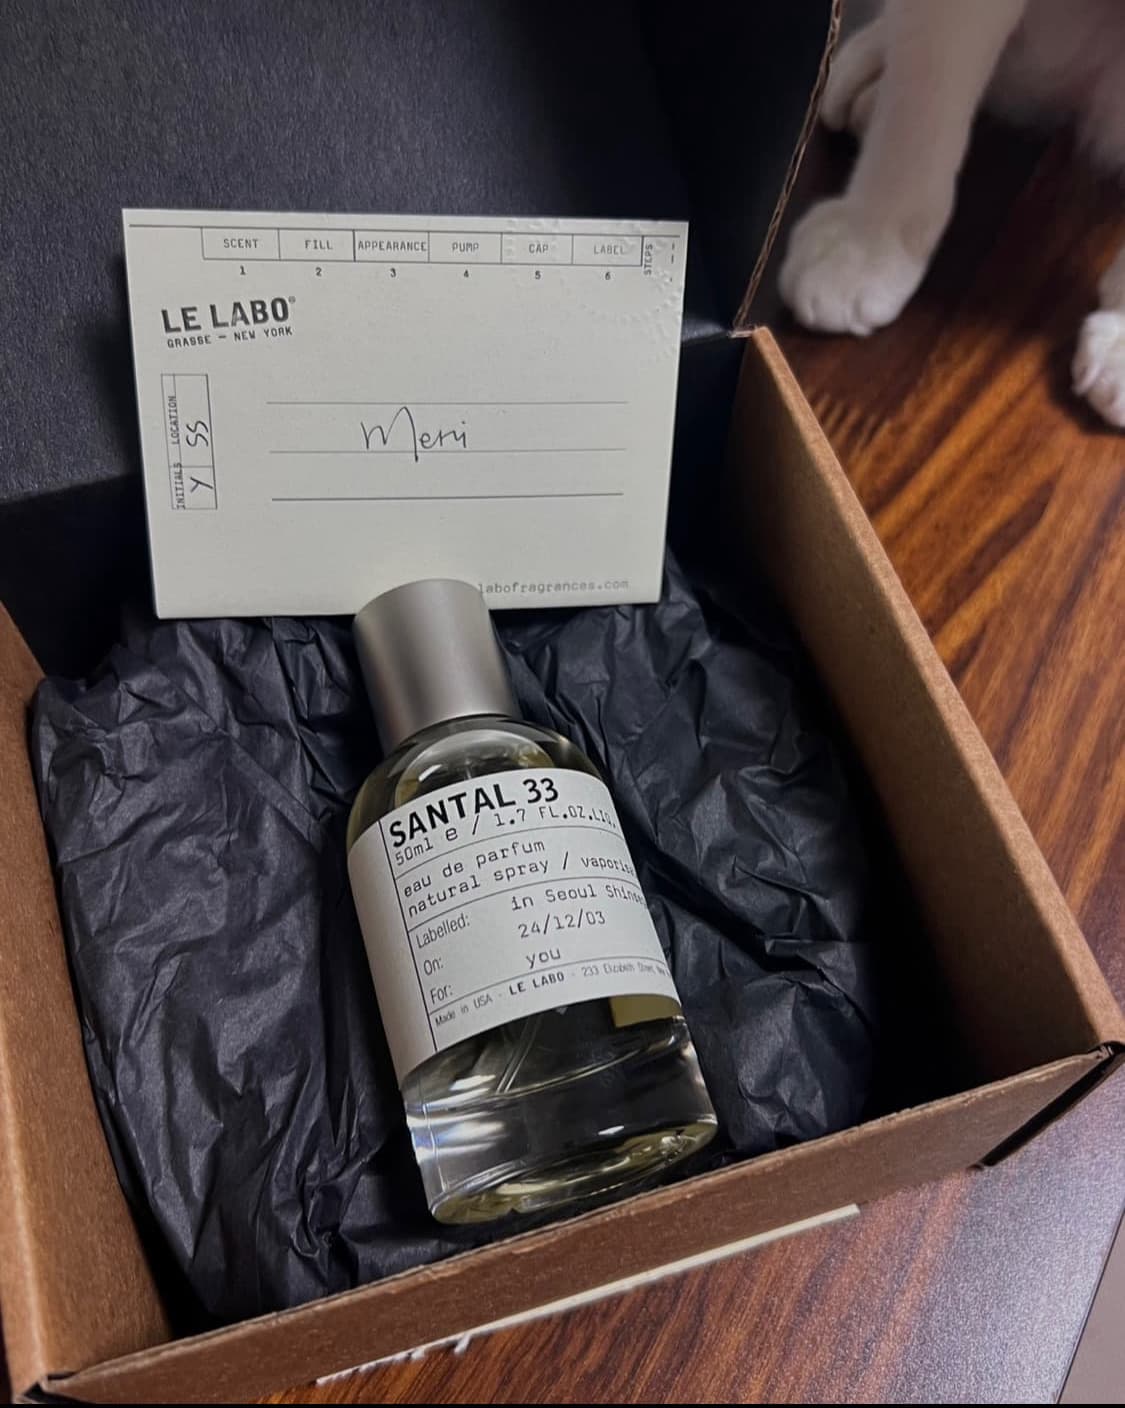 SCENT FILL APPEARANCE PUMP CAP LABEL STEPS
1 2 3 4 5 6
LE LABO®
GRASSE — NEW YORK
INITIALS LOCATION
Y SS
Meri
labofragrances.com
SANTAL 33
50ml e / 1.7 FL.OZ.LIQ.
eau de parfum
natural spray / vaporis
Labelled: in Seoul Shinse
On: 24/12/03
For: you
Made in USA - LE LABO - 233 Elizabeth Street,